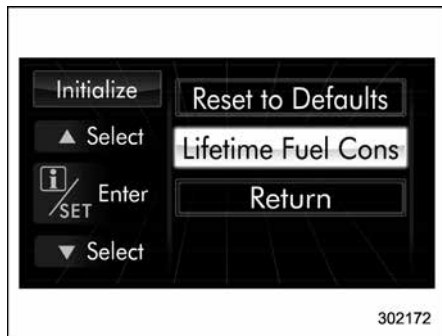 Initialize
Reset to Defaults
▲ Select
Lifetime Fuel Cons
i/SET Enter
Return
▼ Select
302172